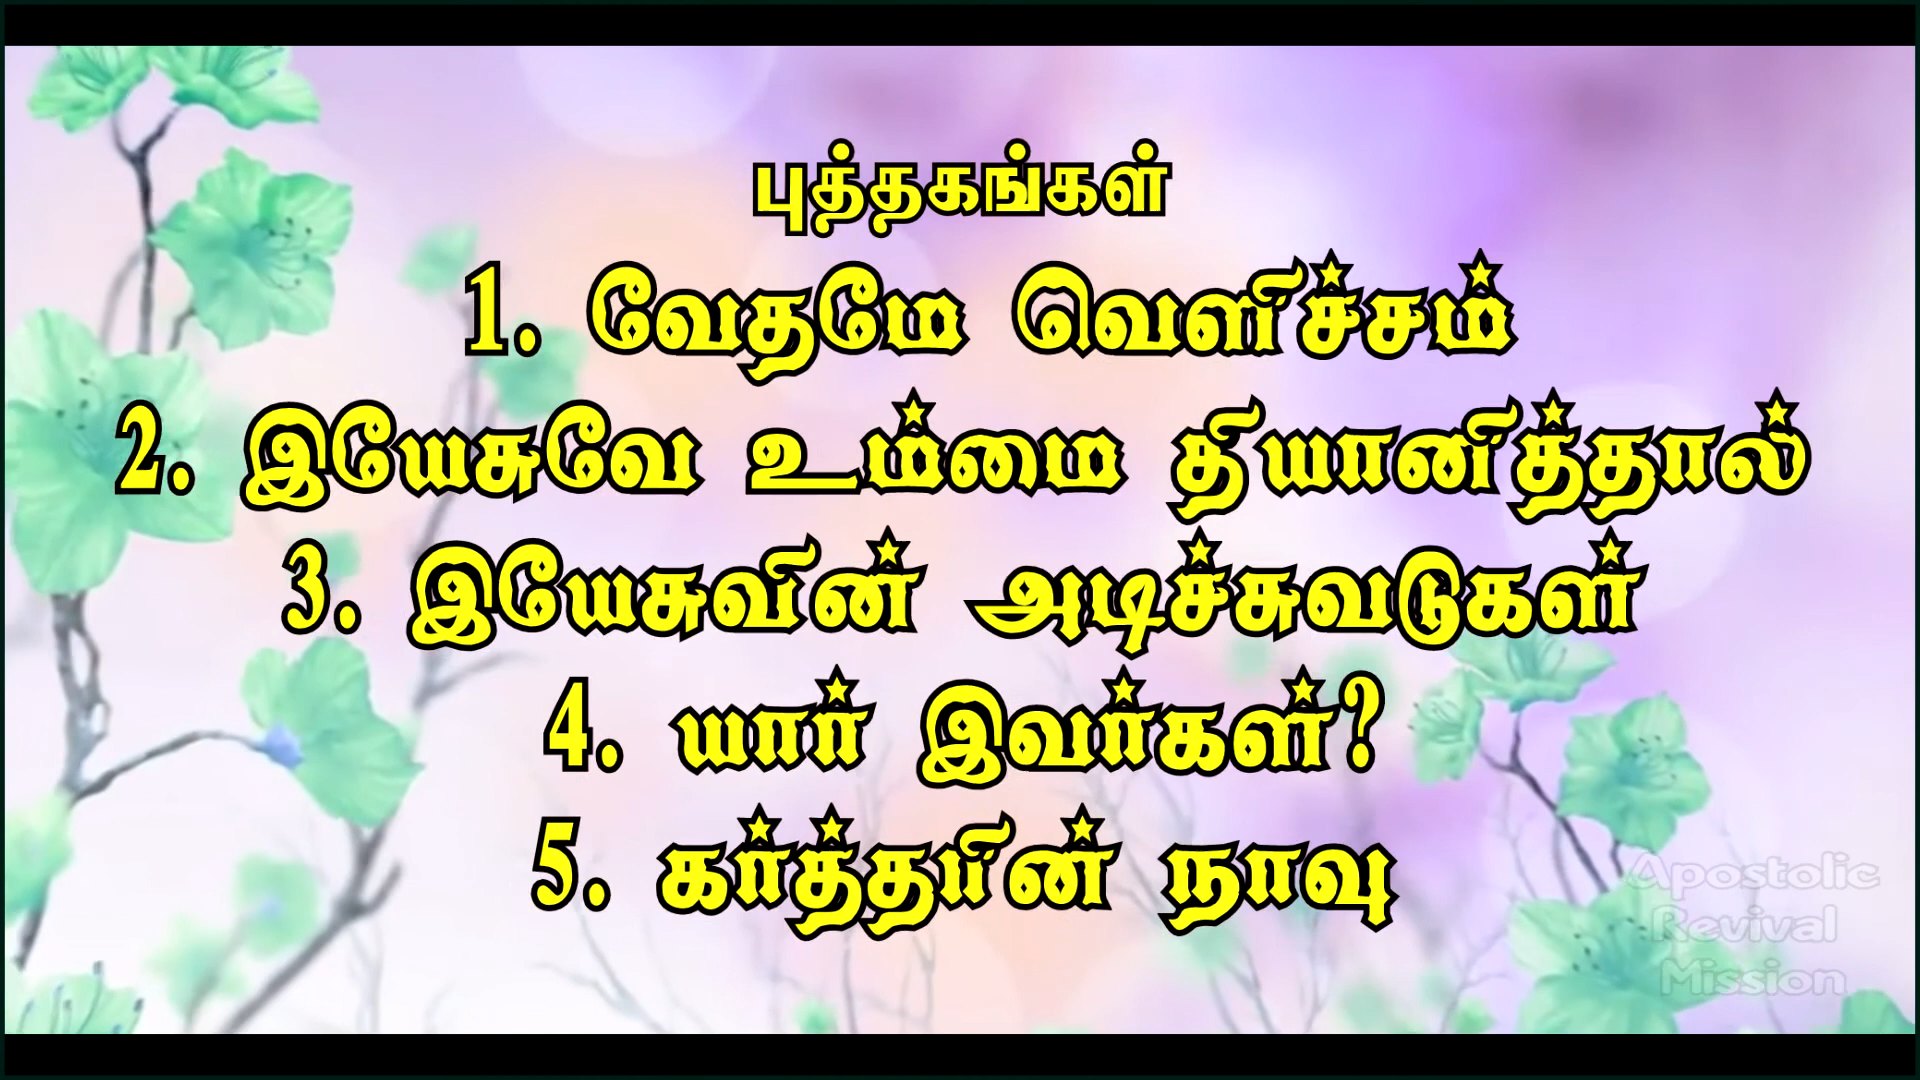 புத்தகங்கள்
1. வேதமே வெளிச்சம்
2. இயேசுவே உம்மை தியானித்தால்
3. இயேசுவின் அடிச்சுவடுகள்
4. யார் இவர்கள்?
5. கர்த்தரின் நாவு
Apostolic
Revival
Mission